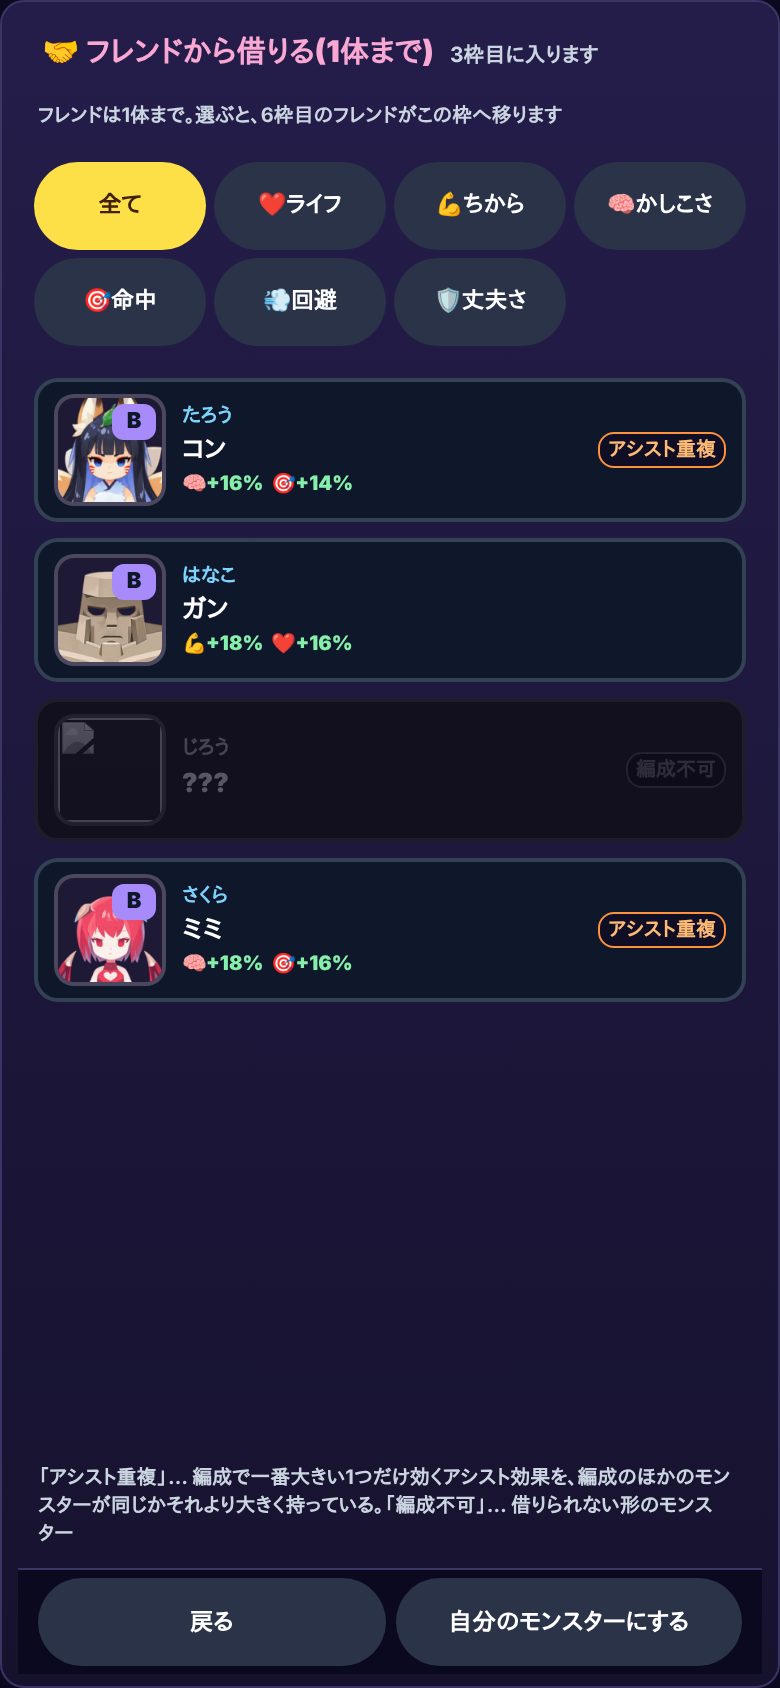 🤝 フレンドから借りる(1体まで) 3枠目に入ります
フレンドは1体まで。選ぶと、6枠目のフレンドがこの枠へ移ります
全て
❤️ライフ
💪ちから
🧠かしこさ
🎯命中
💨回避
🛡️丈夫さ
B
たろう
コン
🧠+16% 🎯+14%
アシスト重複
B
はなこ
ガン
💪+18% ❤️+16%
じろう
???
編成不可
B
さくら
ミミ
🧠+18% 🎯+16%
アシスト重複
「アシスト重複」… 編成で一番大きい1つだけ効くアシスト効果を、編成のほかのモン
スターが同じかそれより大きく持っている。「編成不可」… 借りられない形のモンス
ター
戻る
自分のモンスターにする